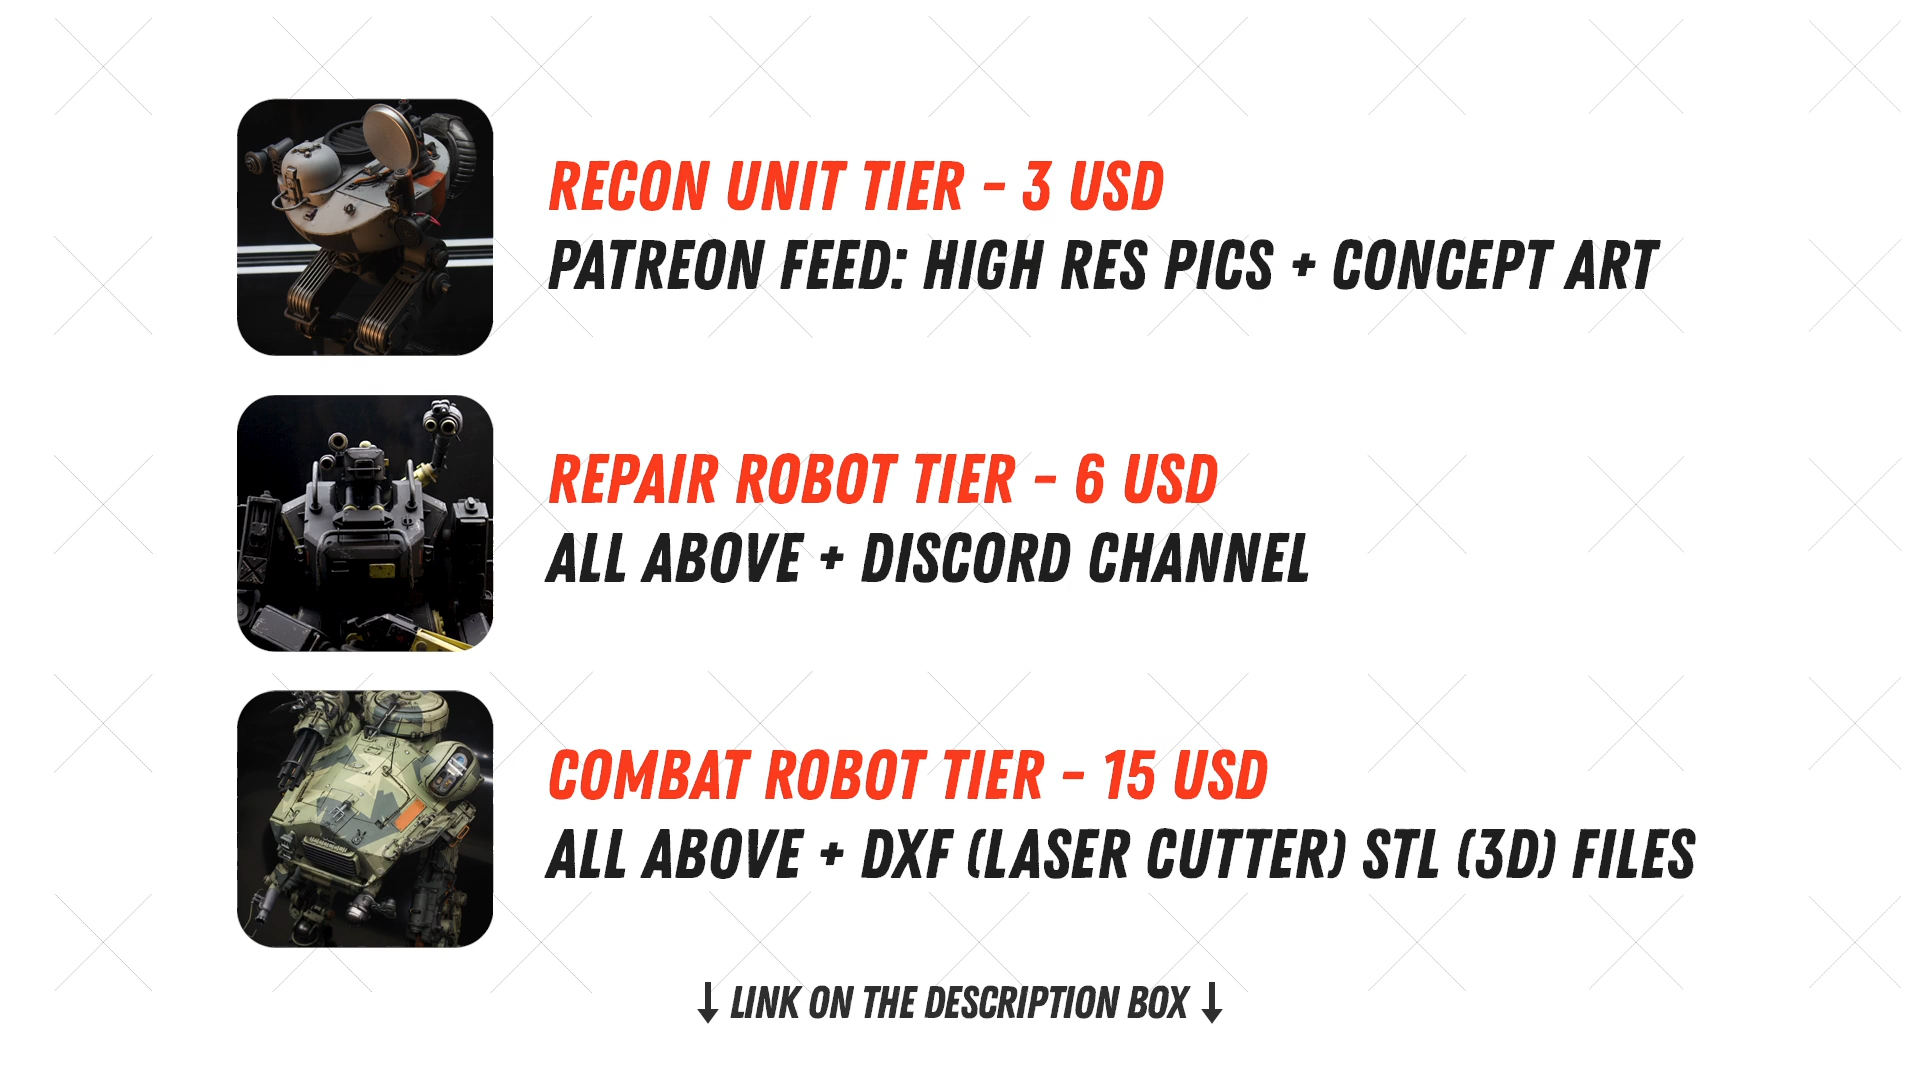 RECON UNIT TIER - 3 USD
PATREON FEED: HIGH RES PICS + CONCEPT ART
REPAIR ROBOT TIER - 6 USD
ALL ABOVE + DISCORD CHANNEL
COMBAT ROBOT TIER - 15 USD
ALL ABOVE + DXF (LASER CUTTER) STL (3D) FILES
↓ LINK ON THE DESCRIPTION BOX ↓